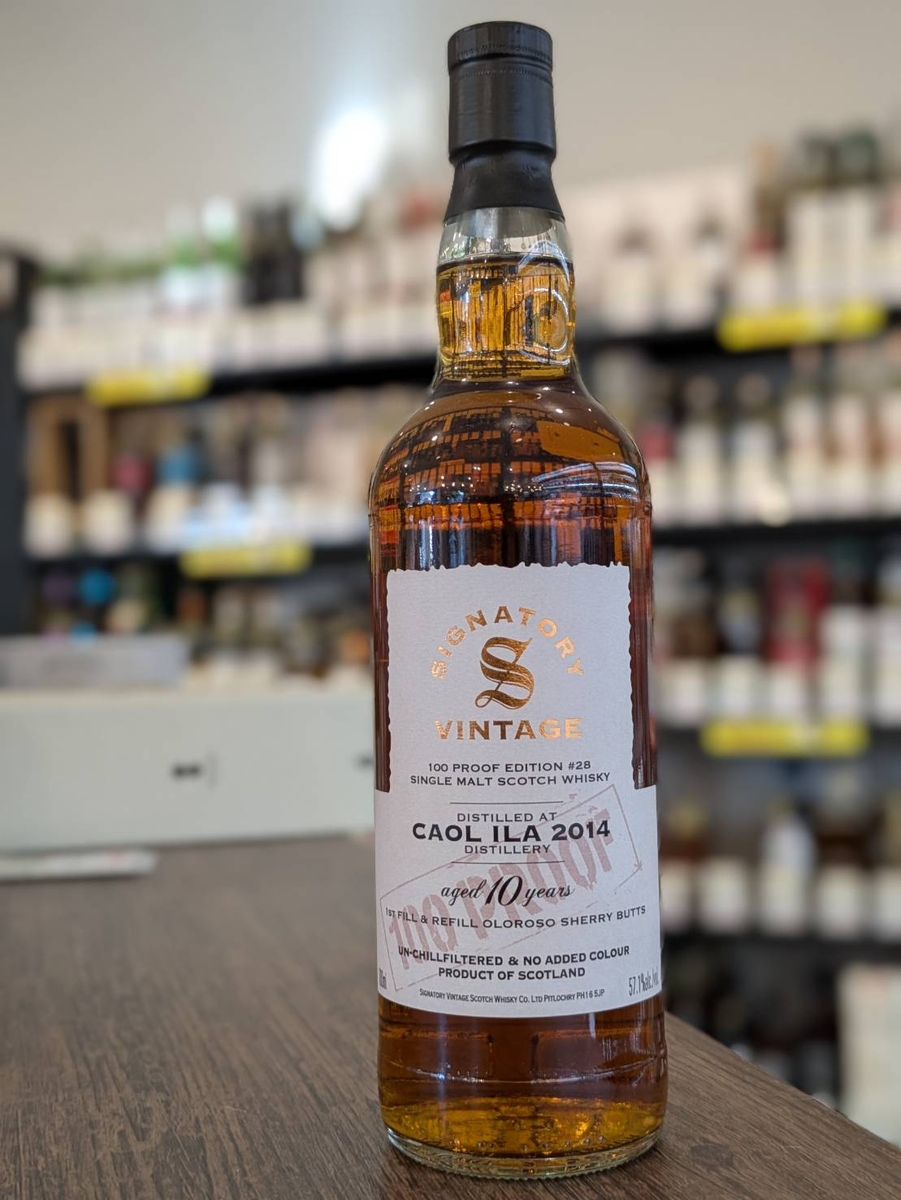 SIGNATORY
S
VINTAGE
100 PROOF EDITION #28
SINGLE MALT SCOTCH WHISKY
DISTILLED AT
CAOL ILA 2014
DISTILLERY
100 PROOF
aged 10 years
1ST FILL & REFILL OLOROSO SHERRY BUTTS
UN-CHILLFILTERED & NO ADDED COLOUR
PRODUCT OF SCOTLAND
57.1%alc./vol.
SIGNATORY VINTAGE SCOTCH WHISKY CO. LTD PITLOCHRY PH16 5JP